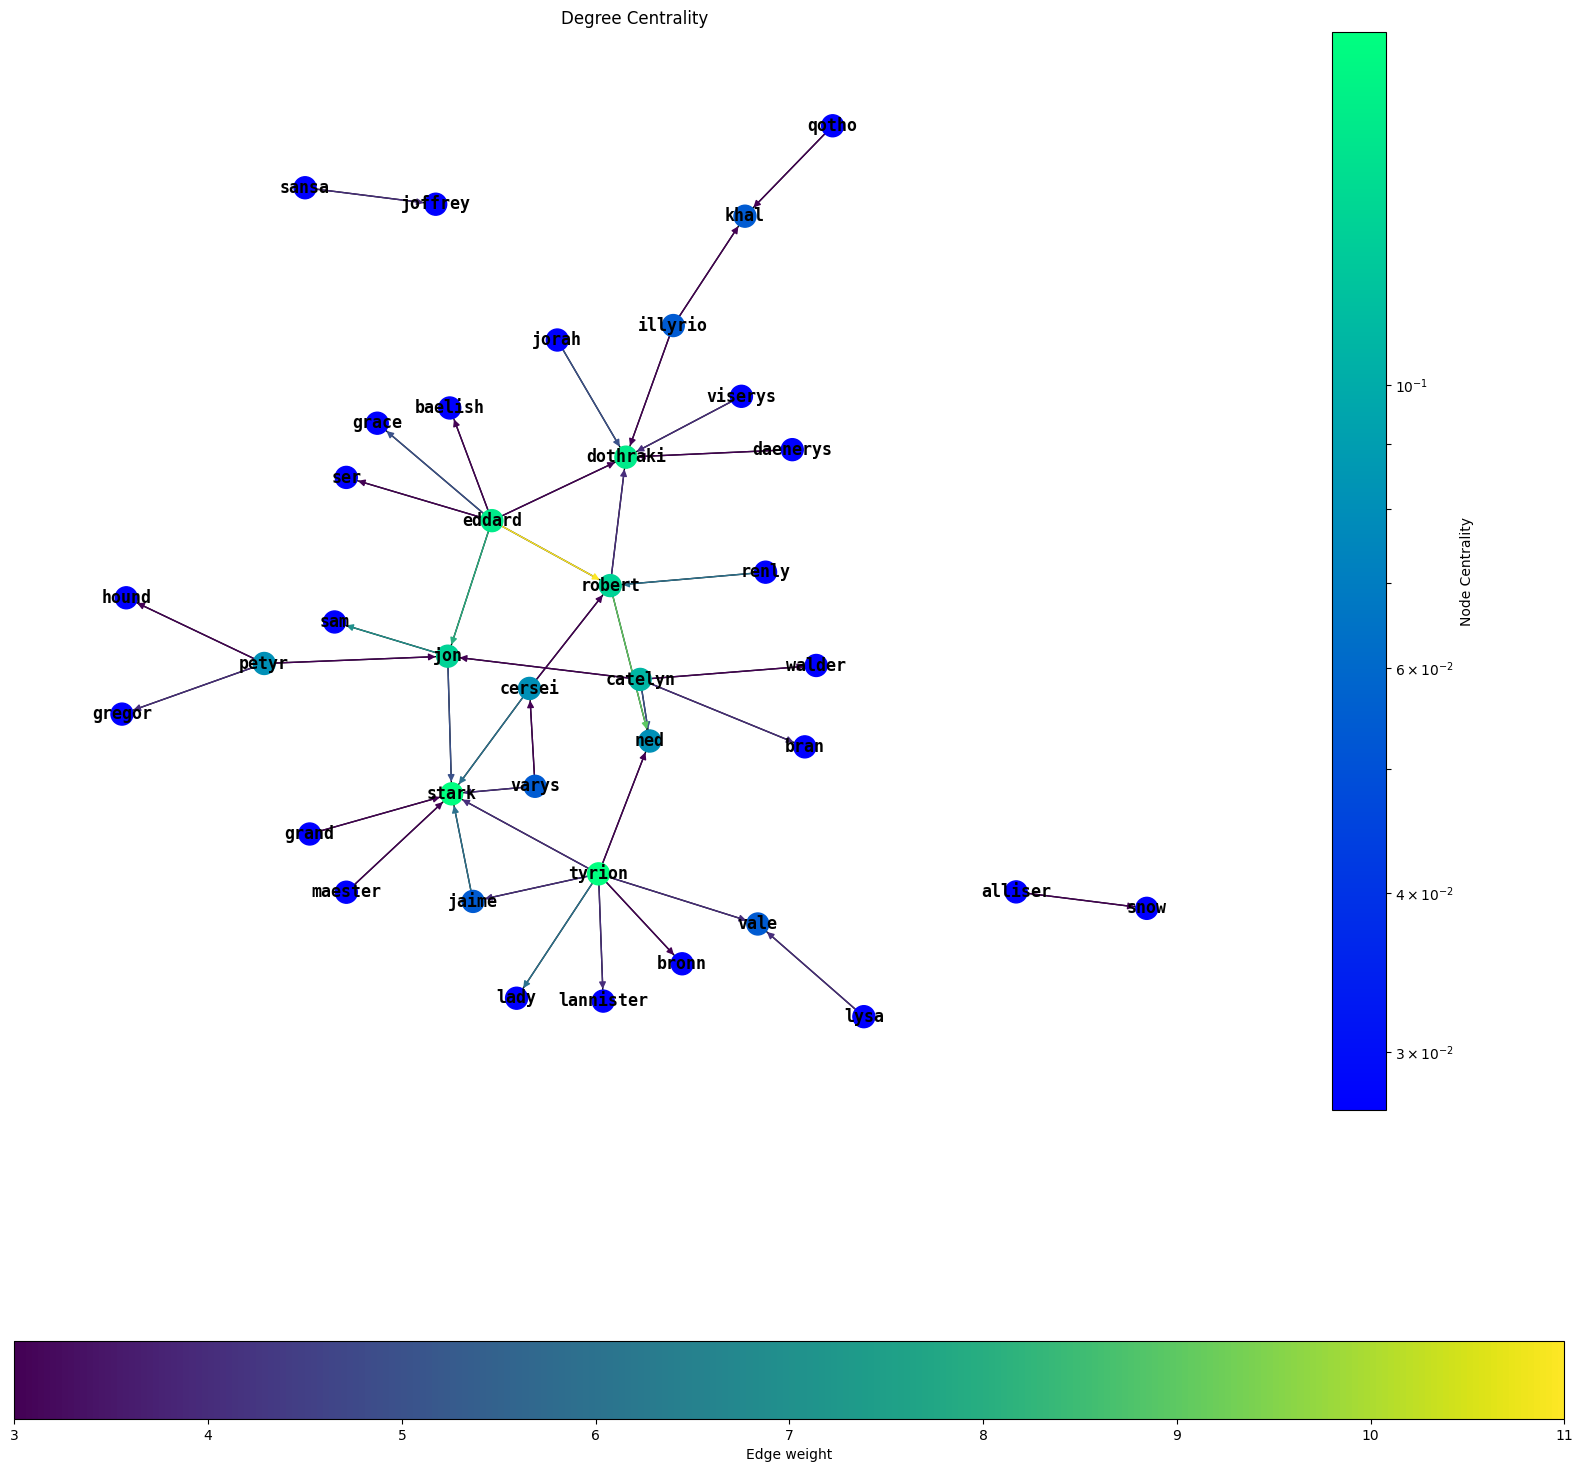 Degree Centrality
qotho
sansa
joffrey
khal
illyrio
jorah
viserys
baelish
grace
daenerys
dothraki
ser
eddard
renly
robert
hound
sam
jon
petyr
walder
catelyn
cersei
gregor
ned
bran
varys
stark
grand
tyrion
maester
jaime
alliser
snow
vale
bronn
lady
lannister
lysa
10⁻¹
6 × 10⁻²
4 × 10⁻²
3 × 10⁻²
Node Centrality
3 4 5 6 7 8 9 10 11
Edge weight